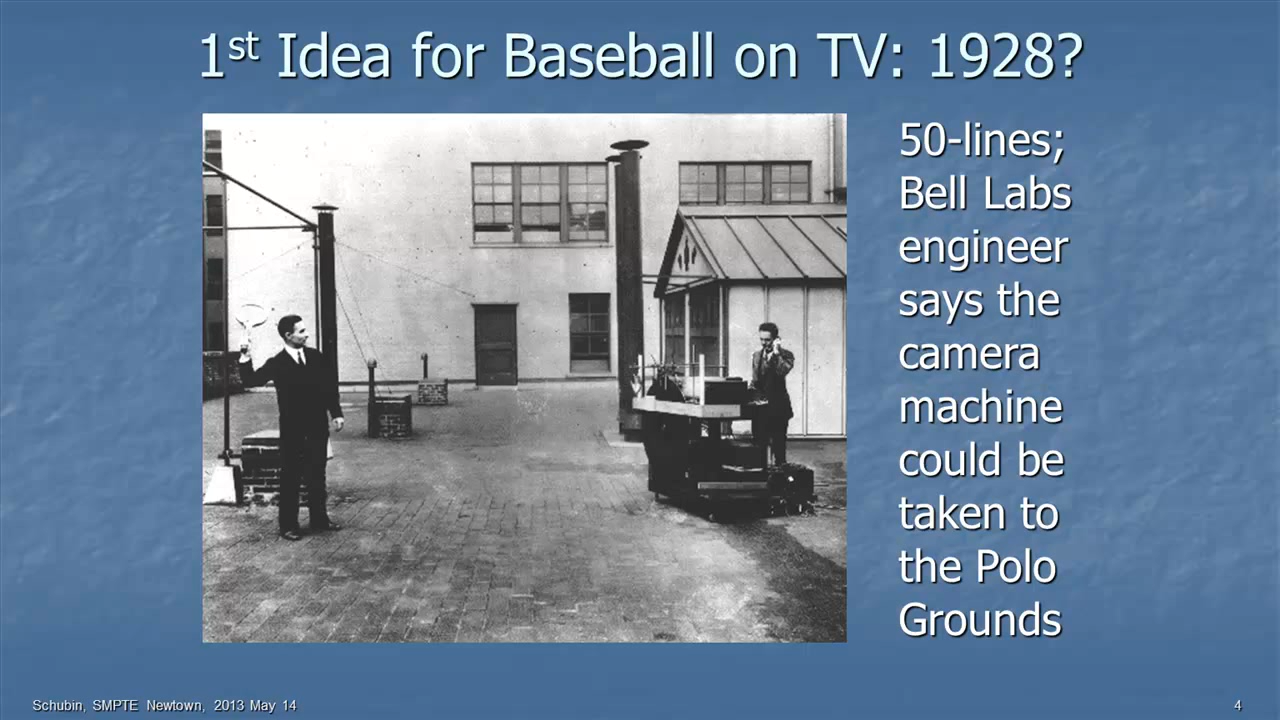 1st Idea for Baseball on TV: 1928?
50-lines;
Bell Labs
engineer
says the
camera
machine
could be
taken to
the Polo
Grounds
Schubin, SMPTE Newtown, 2013 May 14
4